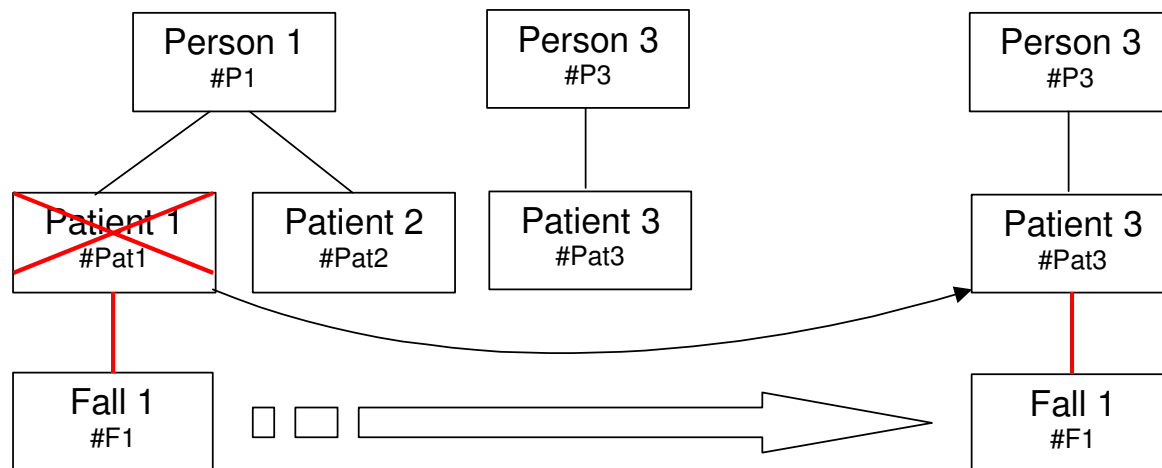 Person 1
#P1
Person 3
#P3
Person 3
#P3
Patient 1
#Pat1
Patient 2
#Pat2
Patient 3
#Pat3
Patient 3
#Pat3
Fall 1
#F1
Fall 1
#F1